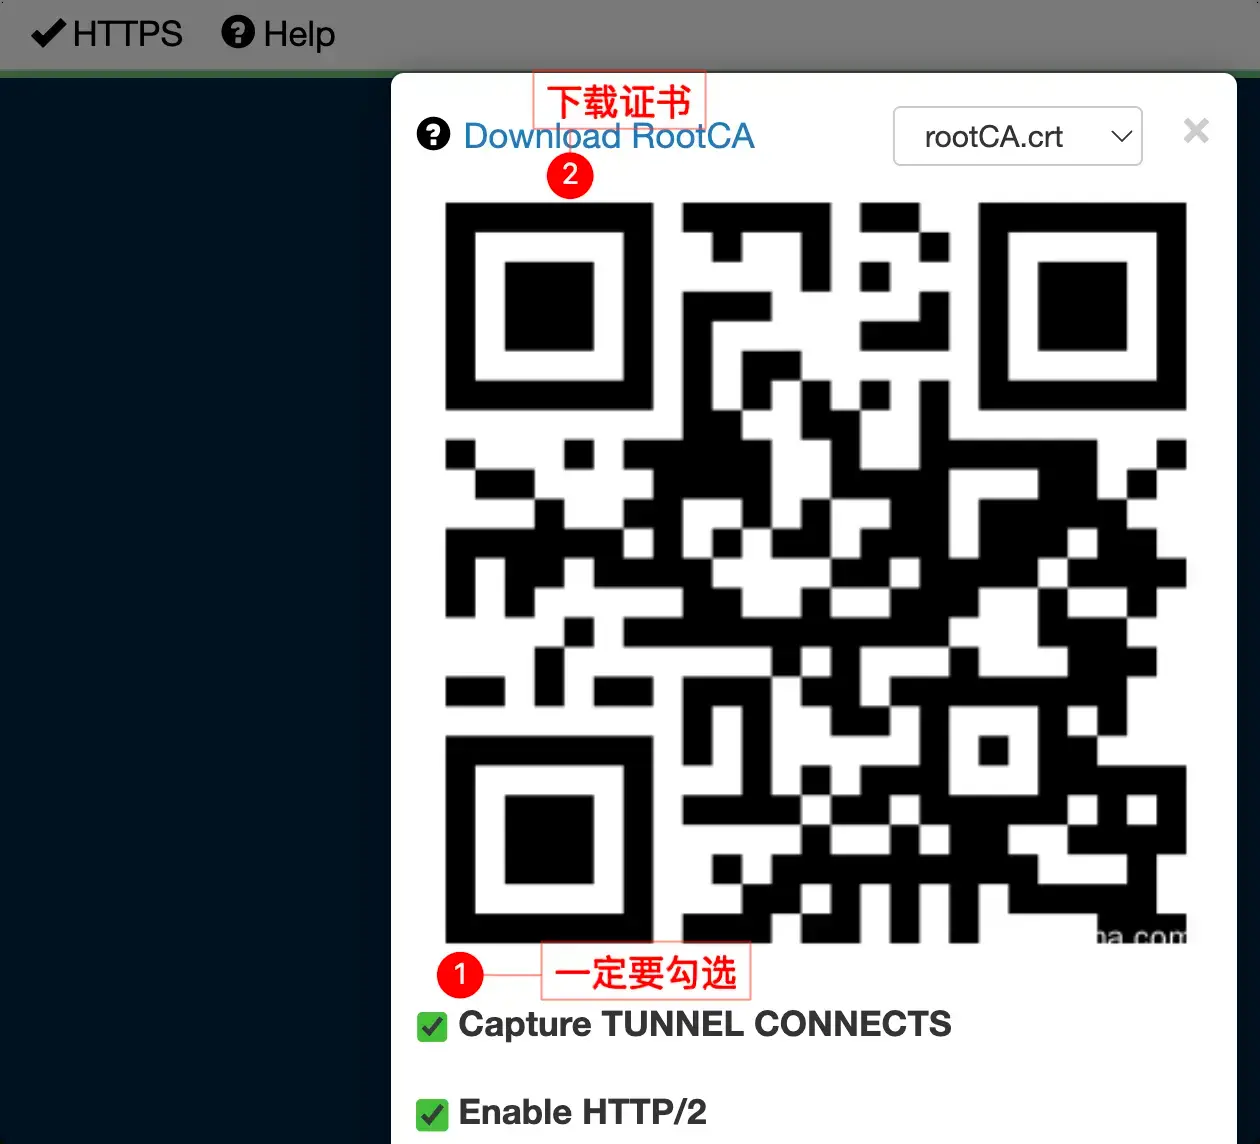 HTTPS Help
下载证书
Download RootCA rootCA.crt ×
2
1 一定要勾选
Capture TUNNEL CONNECTS
Enable HTTP/2